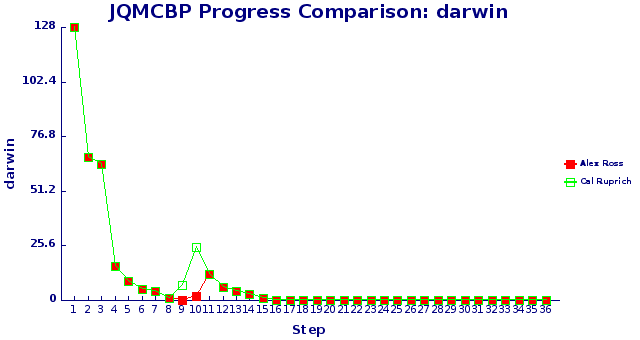 JQMCBP Progress Comparison: darwin
128
102.4
76.8
51.2
25.6
0
darwin
1 2 3 4 5 6 7 8 9 10 11 12 13 14 15 16 17 18 19 20 21 22 23 24 25 26 27 28 29 30 31 32 33 34 35 36
Step
Alex Ross
Cal Ruprich